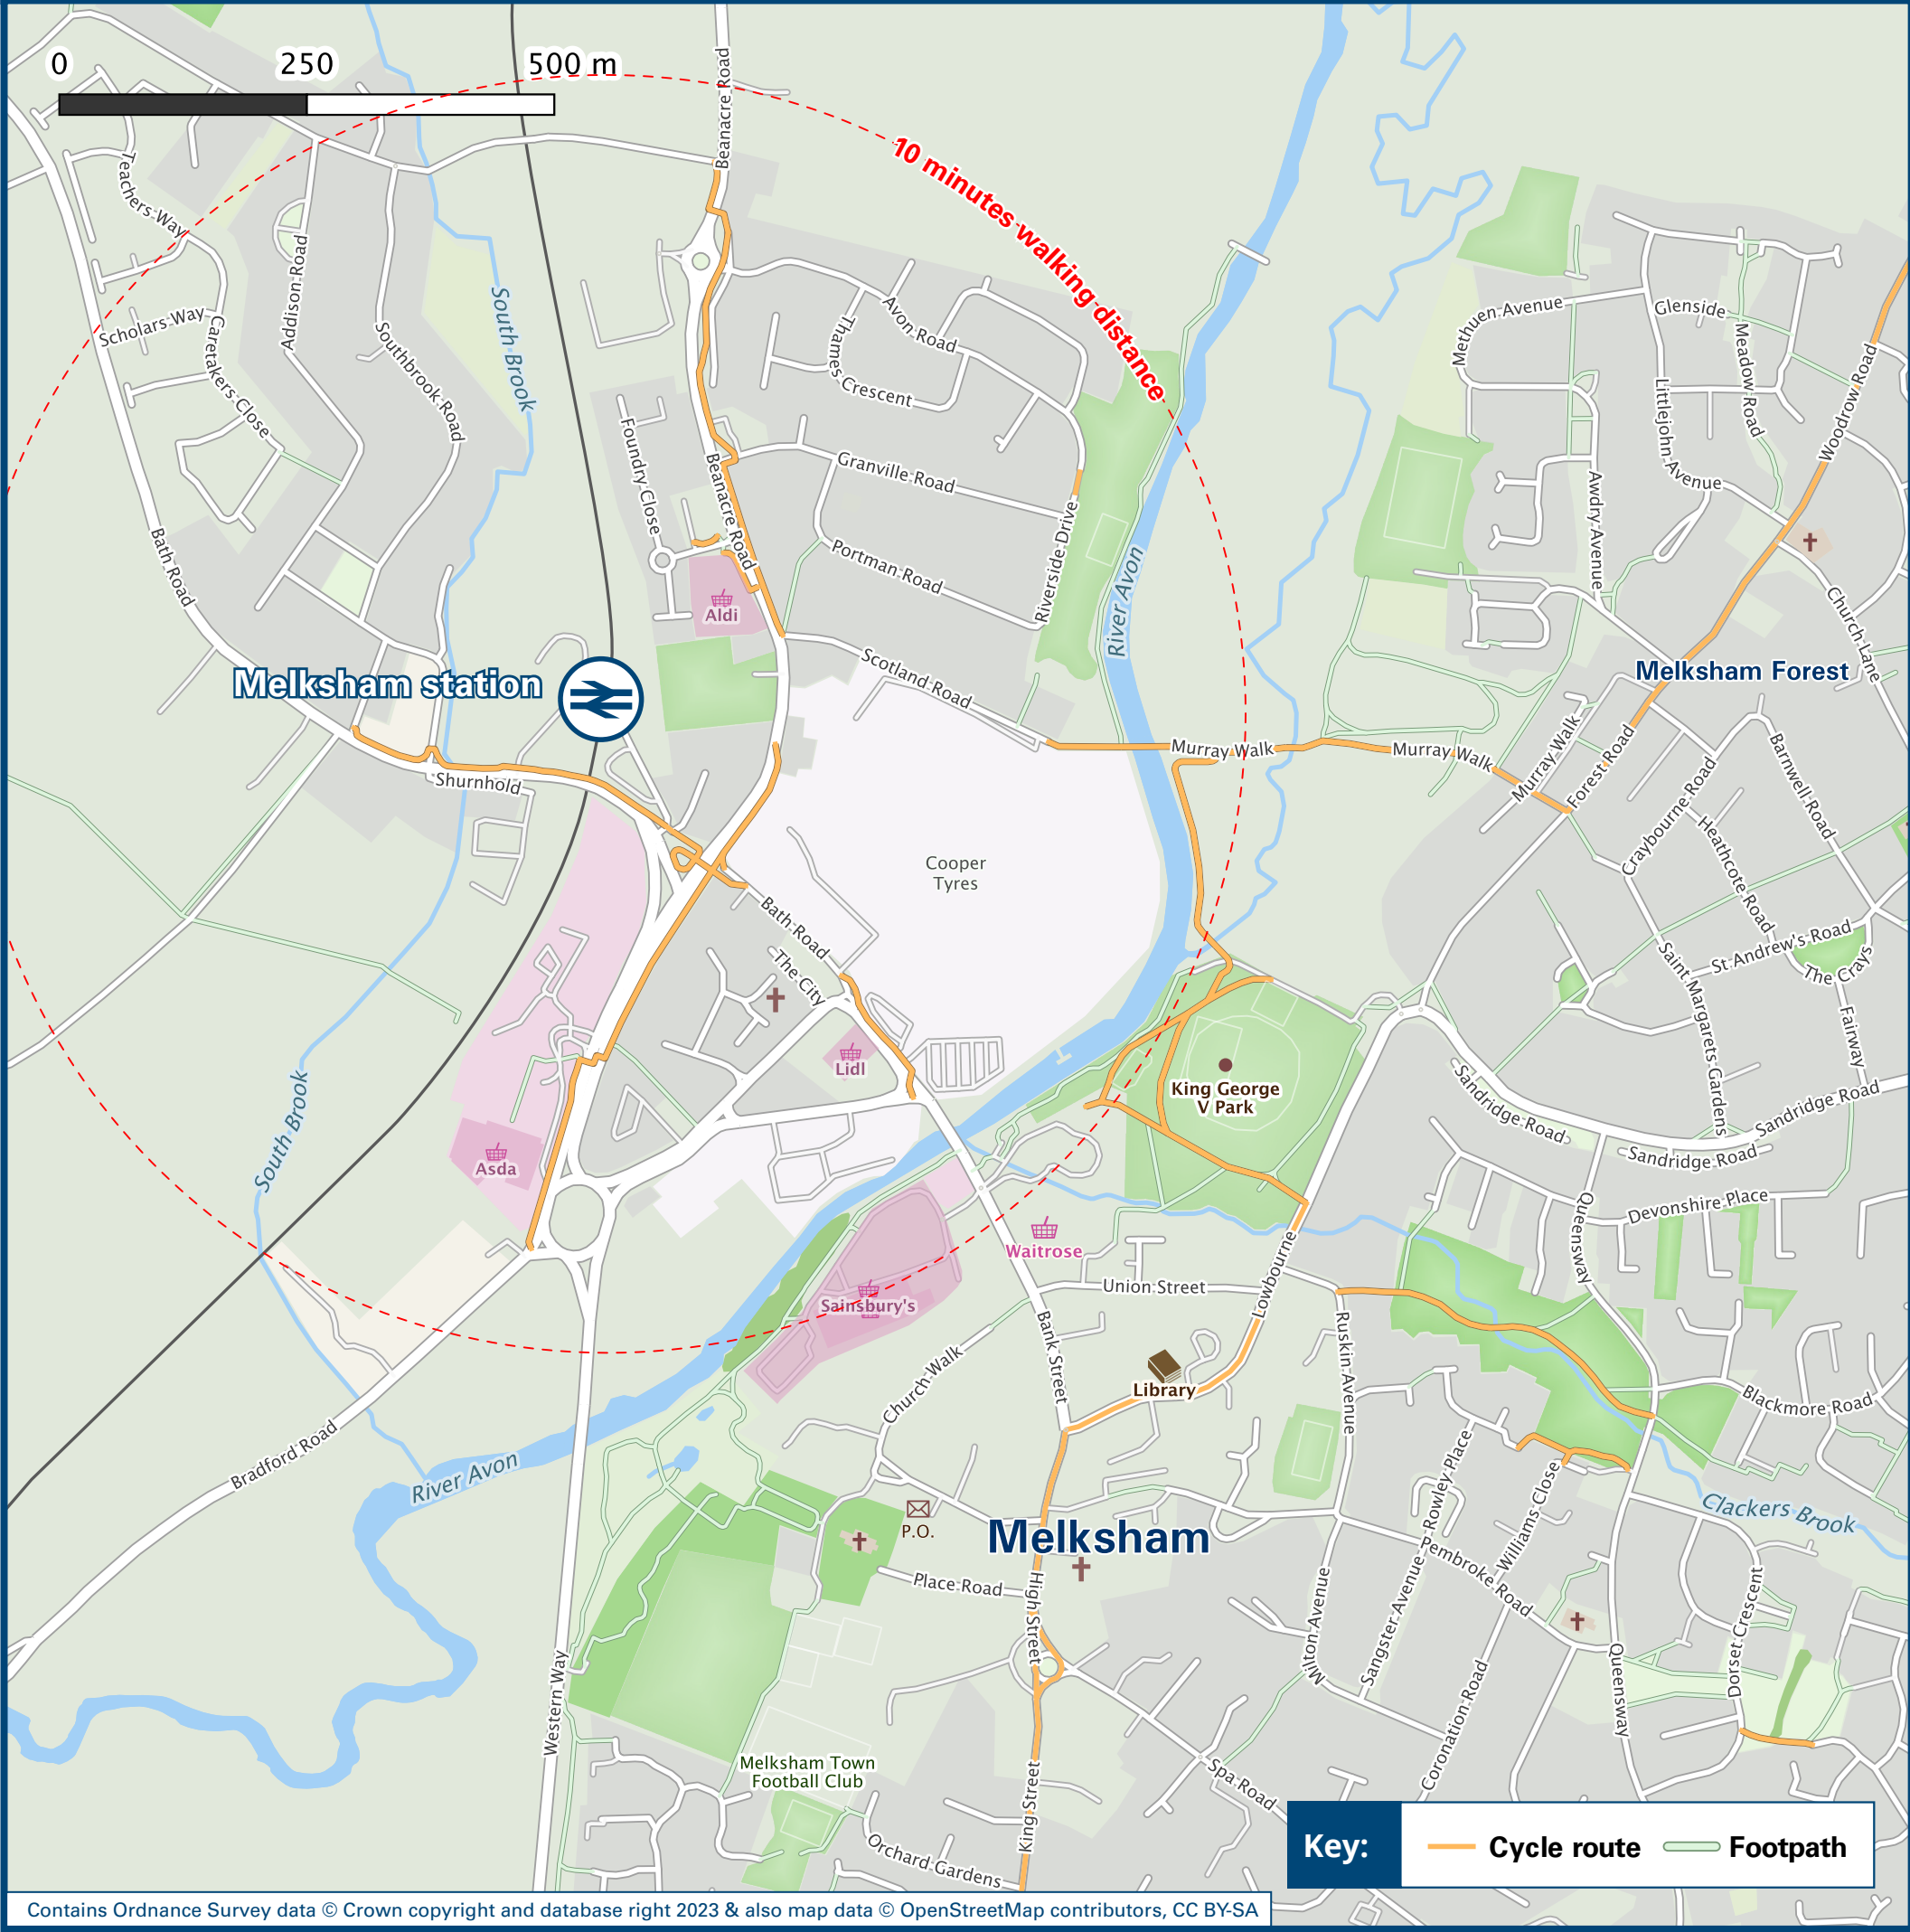 0 250 500 m
Beanacre Road
10 minutes walking distance
Teachers Way
Addison Road
South Brook
Scholars Way
Caretakers Close
Southbrook Road
Avon Road
Thames Crescent
Methuen Avenue
Glenside
Meadow Road
Littlejohn Avenue
Woodrow Road
Foundry Close
Beanacre Road
Granville Road
Bath Road
Portman Road
Riverside Drive
River Avon
Awdry Avenue
Church Lane
Aldi
Scotland Road
Melksham station
Melksham Forest
Murray Walk
Murray Walk
Murray Walk
Forest Road
Shurnhold
Craybourne Road
Barnwell Road
Heathcote Road
Cooper
Tyres
Bath Road
The City
St Andrew's Road
The Crays
Saint Margarets Gardens
Fairway
Lidl
King George
V Park
Sandridge Road
Sandridge Road
Sandridge Road
South Brook
Asda
Devonshire Place
Queensway
Waitrose
Union Street
Lowbourne
Sainsbury's
Bank Street
Ruskin Avenue
Church Walk
Library
Blackmore Road
Bradford Road
River Avon
Rowley Place
Williams Close
Clackers Brook
P.O.
Melksham
Pembroke Road
Place Road
High Street
Milton Avenue
Sangster Avenue
Dorset Crescent
Western Way
Queensway
Coronation Road
Melksham Town
Football Club
Spa Road
King Street
Orchard Gardens
Key:
Cycle route
Footpath
Contains Ordnance Survey data © Crown copyright and database right 2023 & also map data © OpenStreetMap contributors, CC BY-SA